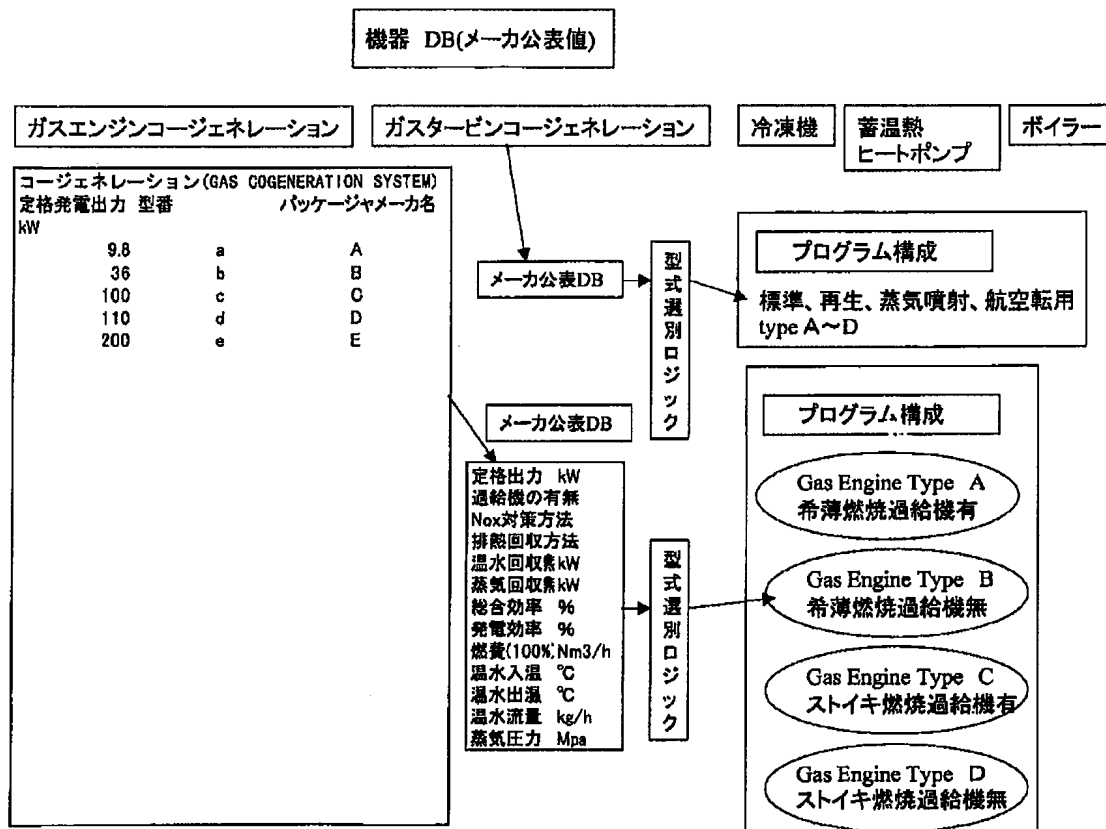 機器 DB(メーカ公表値)
ガスエンジンコージェネレーション
ガスタービンコージェネレーション
冷凍機
蓄温熱
ヒートポンプ
ボイラー
コージェネレーション(GAS COGENERATION SYSTEM)
定格発電出力 型番 パッケージャメーカ名
kW
9.8 a A
36 b B
100 c C
110 d D
200 e E
メーカ公表DB
型式選別ロジック
プログラム構成
標準、再生、蒸気噴射、航空転用
type A～D
メーカ公表DB
定格出力 kW
過給機の有無
Nox対策方法
排熱回収方法
温水回収熱kW
蒸気回収熱kW
総合効率 %
発電効率 %
燃費(100%)Nm3/h
温水入温 ℃
温水出温 ℃
温水流量 kg/h
蒸気圧力 Mpa
型式選別ロジック
プログラム構成
Gas Engine Type A
希薄燃焼過給機有
Gas Engine Type B
希薄燃焼過給機無
Gas Engine Type C
ストイキ燃焼過給機有
Gas Engine Type D
ストイキ燃焼過給機無